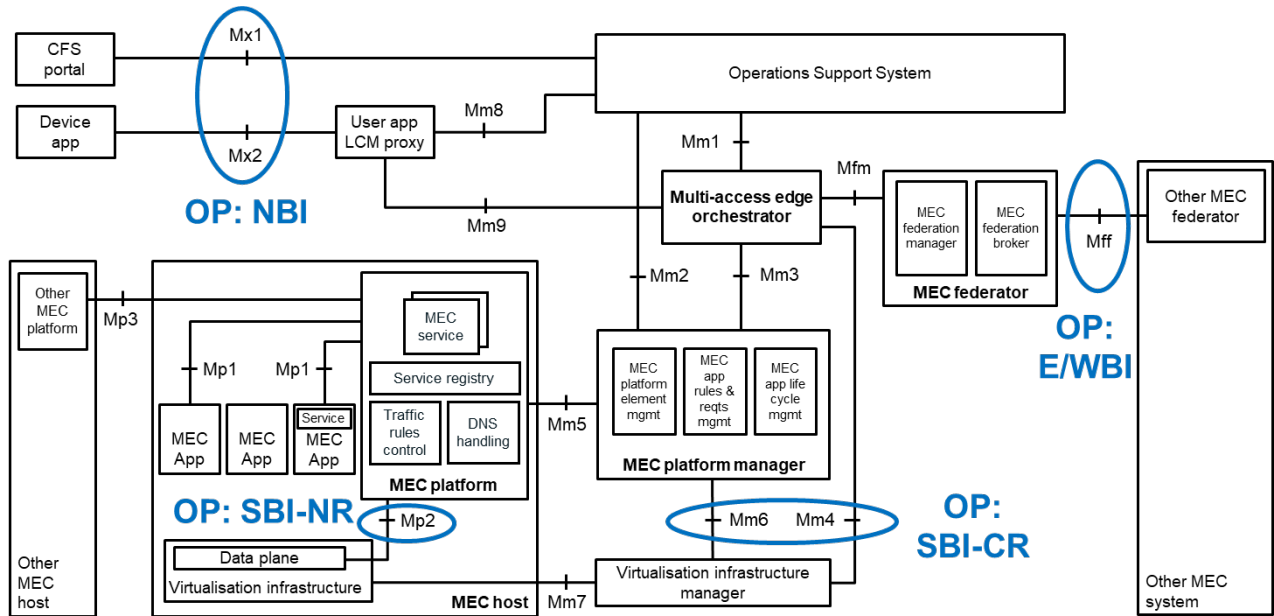 CFS
portal
Mx1
Operations Support System
Device
app
Mx2
User app
LCM proxy
Mm8
OP: NBI
Mm1
Mm9
Multi-access edge
orchestrator
Mfm
MEC
federation
manager
MEC
federation
broker
MEC federator
Mff
Other MEC
federator
OP:
E/WBI
Mm2
Mm3
Other
MEC
platform
Mp3
MEC
service
Mp1
Mp1
Service registry
Traffic
rules
control
DNS
handling
MEC platform
MEC
App
MEC
App
Service
MEC
App
Mm5
MEC
platform
element
mgmt
MEC
app
rules &
reqts
mgmt
MEC
app life
cycle
mgmt
MEC platform manager
OP: SBI-NR
Mp2
Mm6
Mm4
OP:
SBI-CR
Data plane
Virtualisation infrastructure
MEC host
Mm7
Virtualisation infrastructure
manager
Other
MEC
host
Other MEC
system